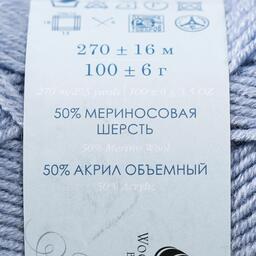 270 ± 16 м
100 ± 6 г
270 m/295 yards 100 ± 6 g/3.5 OZ
50% МЕРИНОСОВАЯ
ШЕРСТЬ
50% Merino Wool
50% АКРИЛ ОБЪЕМНЫЙ
50% Acrylic